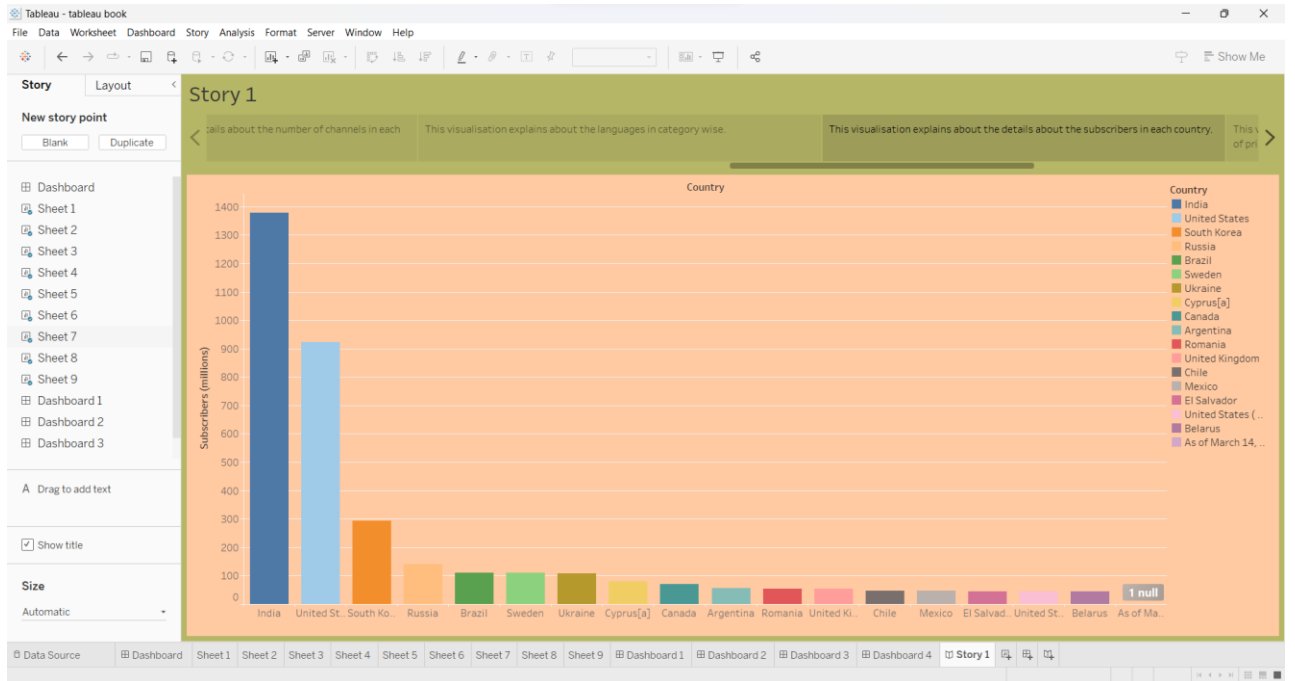 Tableau - tableau book
File Data Worksheet Dashboard Story Analysis Format Server Window Help
Show Me
Story Layout
New story point
Blank Duplicate
Dashboard
Sheet 1
Sheet 2
Sheet 3
Sheet 4
Sheet 5
Sheet 6
Sheet 7
Sheet 8
Sheet 9
Dashboard 1
Dashboard 2
Dashboard 3
A Drag to add text
Show title
Size
Automatic
Story 1
about the number of channels in each
This visualisation explains about the languages in category wise.
This visualisation explains about the details about the subscribers in each country.
This
of pri
Country
Subscribers (millions)
1400
1300
1200
1100
1000
900
800
700
600
500
400
300
200
100
0
1 null
India United St.. South Ko.. Russia Brazil Sweden Ukraine Cyprus[a] Canada Argentina Romania United Ki.. Chile Mexico El Salvad.. United St.. Belarus As of Ma..
Country
India
United States
South Korea
Russia
Brazil
Sweden
Ukraine
Cyprus[a]
Canada
Argentina
Romania
United Kingdom
Chile
Mexico
El Salvador
United States ( ..
Belarus
As of March 14, ..
Data Source Dashboard Sheet 1 Sheet 2 Sheet 3 Sheet 4 Sheet 5 Sheet 6 Sheet 7 Sheet 8 Sheet 9 Dashboard 1 Dashboard 2 Dashboard 3 Dashboard 4 Story 1